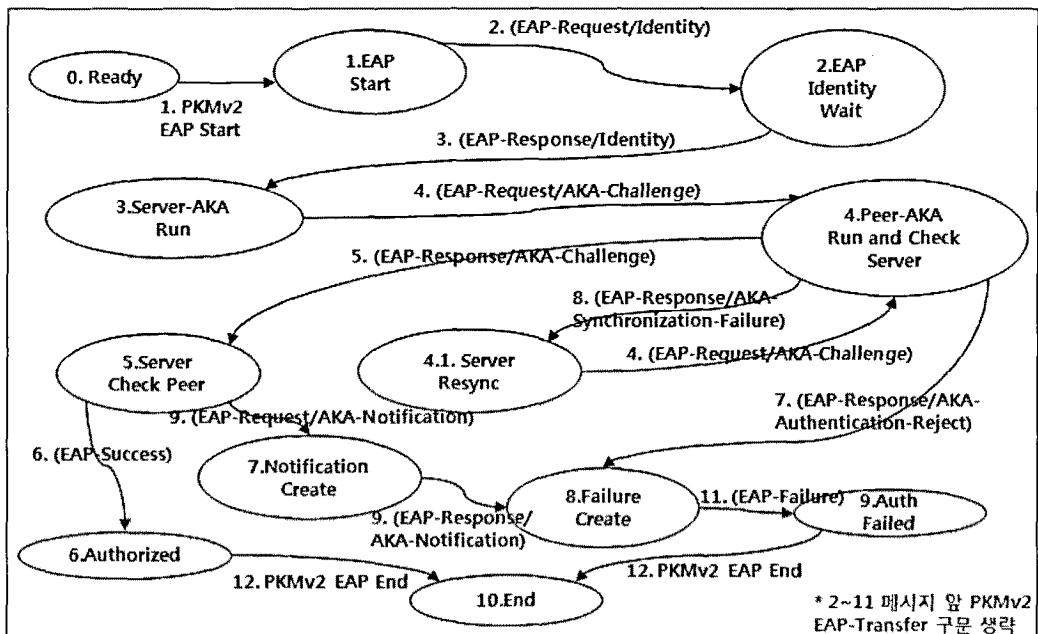 0. Ready
1. PKMv2
EAP Start
1.EAP
Start
2. (EAP-Request/Identity)
2.EAP
Identity
Wait
3. (EAP-Response/Identity)
3.Server-AKA
Run
4. (EAP-Request/AKA-Challenge)
4.Peer-AKA
Run and Check
Server
5. (EAP-Response/AKA-Challenge)
8. (EAP-Response/AKA-
Synchronization-Failure)
5.Server
Check Peer
4.1. Server
Resync
4. (EAP-Request/AKA-Challenge)
7. (EAP-Response/AKA-
Authentication-Reject)
9. (EAP-Request/AKA-Notification)
6. (EAP-Success)
7.Notification
Create
9. (EAP-Response/
AKA-Notification)
8.Failure
Create
11. (EAP-Failure)
9.Auth
Failed
6.Authorized
12. PKMv2 EAP End
10.End
12. PKMv2 EAP End
* 2~11 메시지 앞 PKMv2
EAP-Transfer 구문 생략